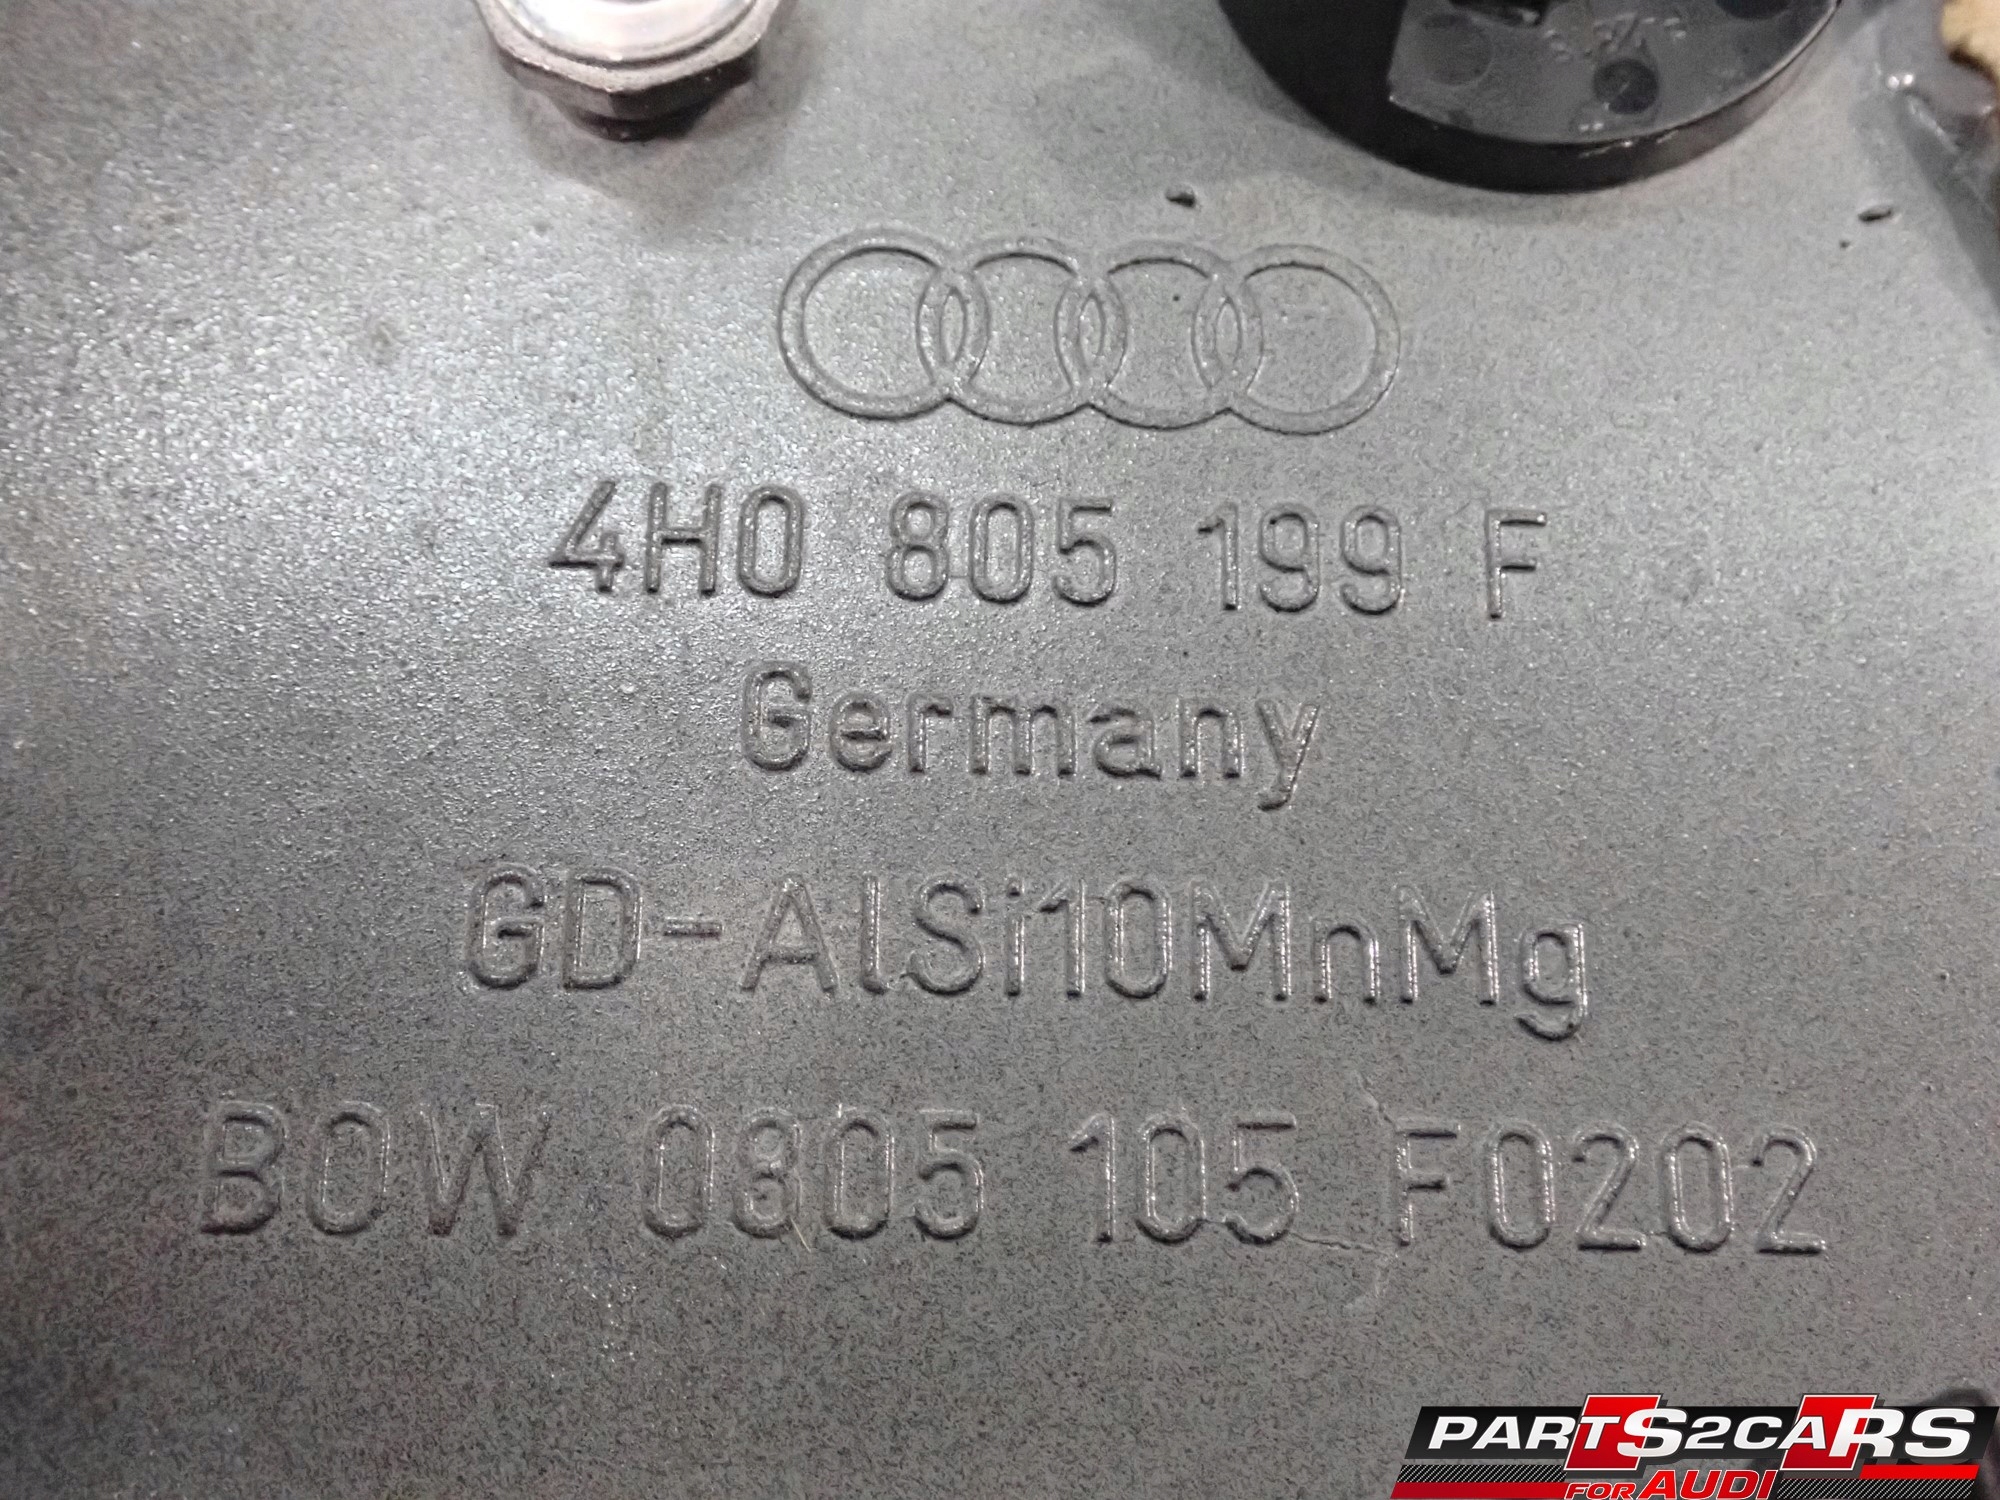 4H0 805 199 F
Germany
GD-AlSi10MnMg
B0W 0805 105 F0202
PARTS2CARS
FOR AUDI